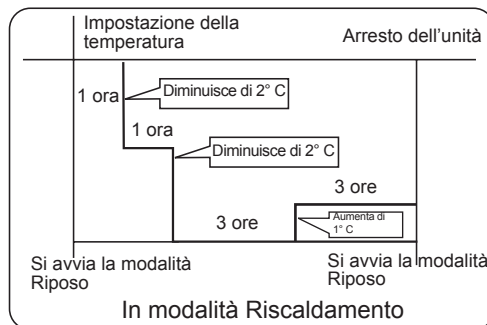 Impostazione della
temperatura
Arresto dell'unità
1 ora
Diminuisce di 2° C
1 ora
Diminuisce di 2° C
3 ore
3 ore
Aumenta di
1° C
Si avvia la modalità
Riposo
Si avvia la modalità
Riposo
In modalità Riscaldamento